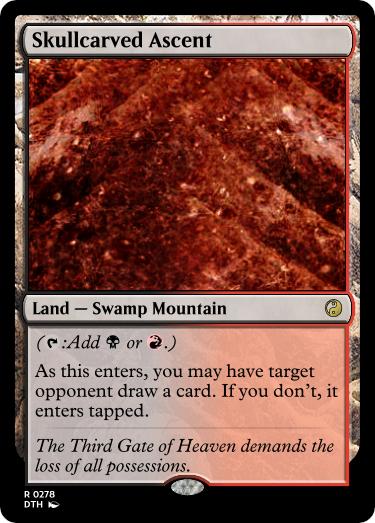 Skullcarved Ascent
Land — Swamp Mountain
( :Add or .)
As this enters, you may have target
opponent draw a card. If you don't, it
enters tapped.
The Third Gate of Heaven demands the
loss of all possessions.
R 0278
DTH